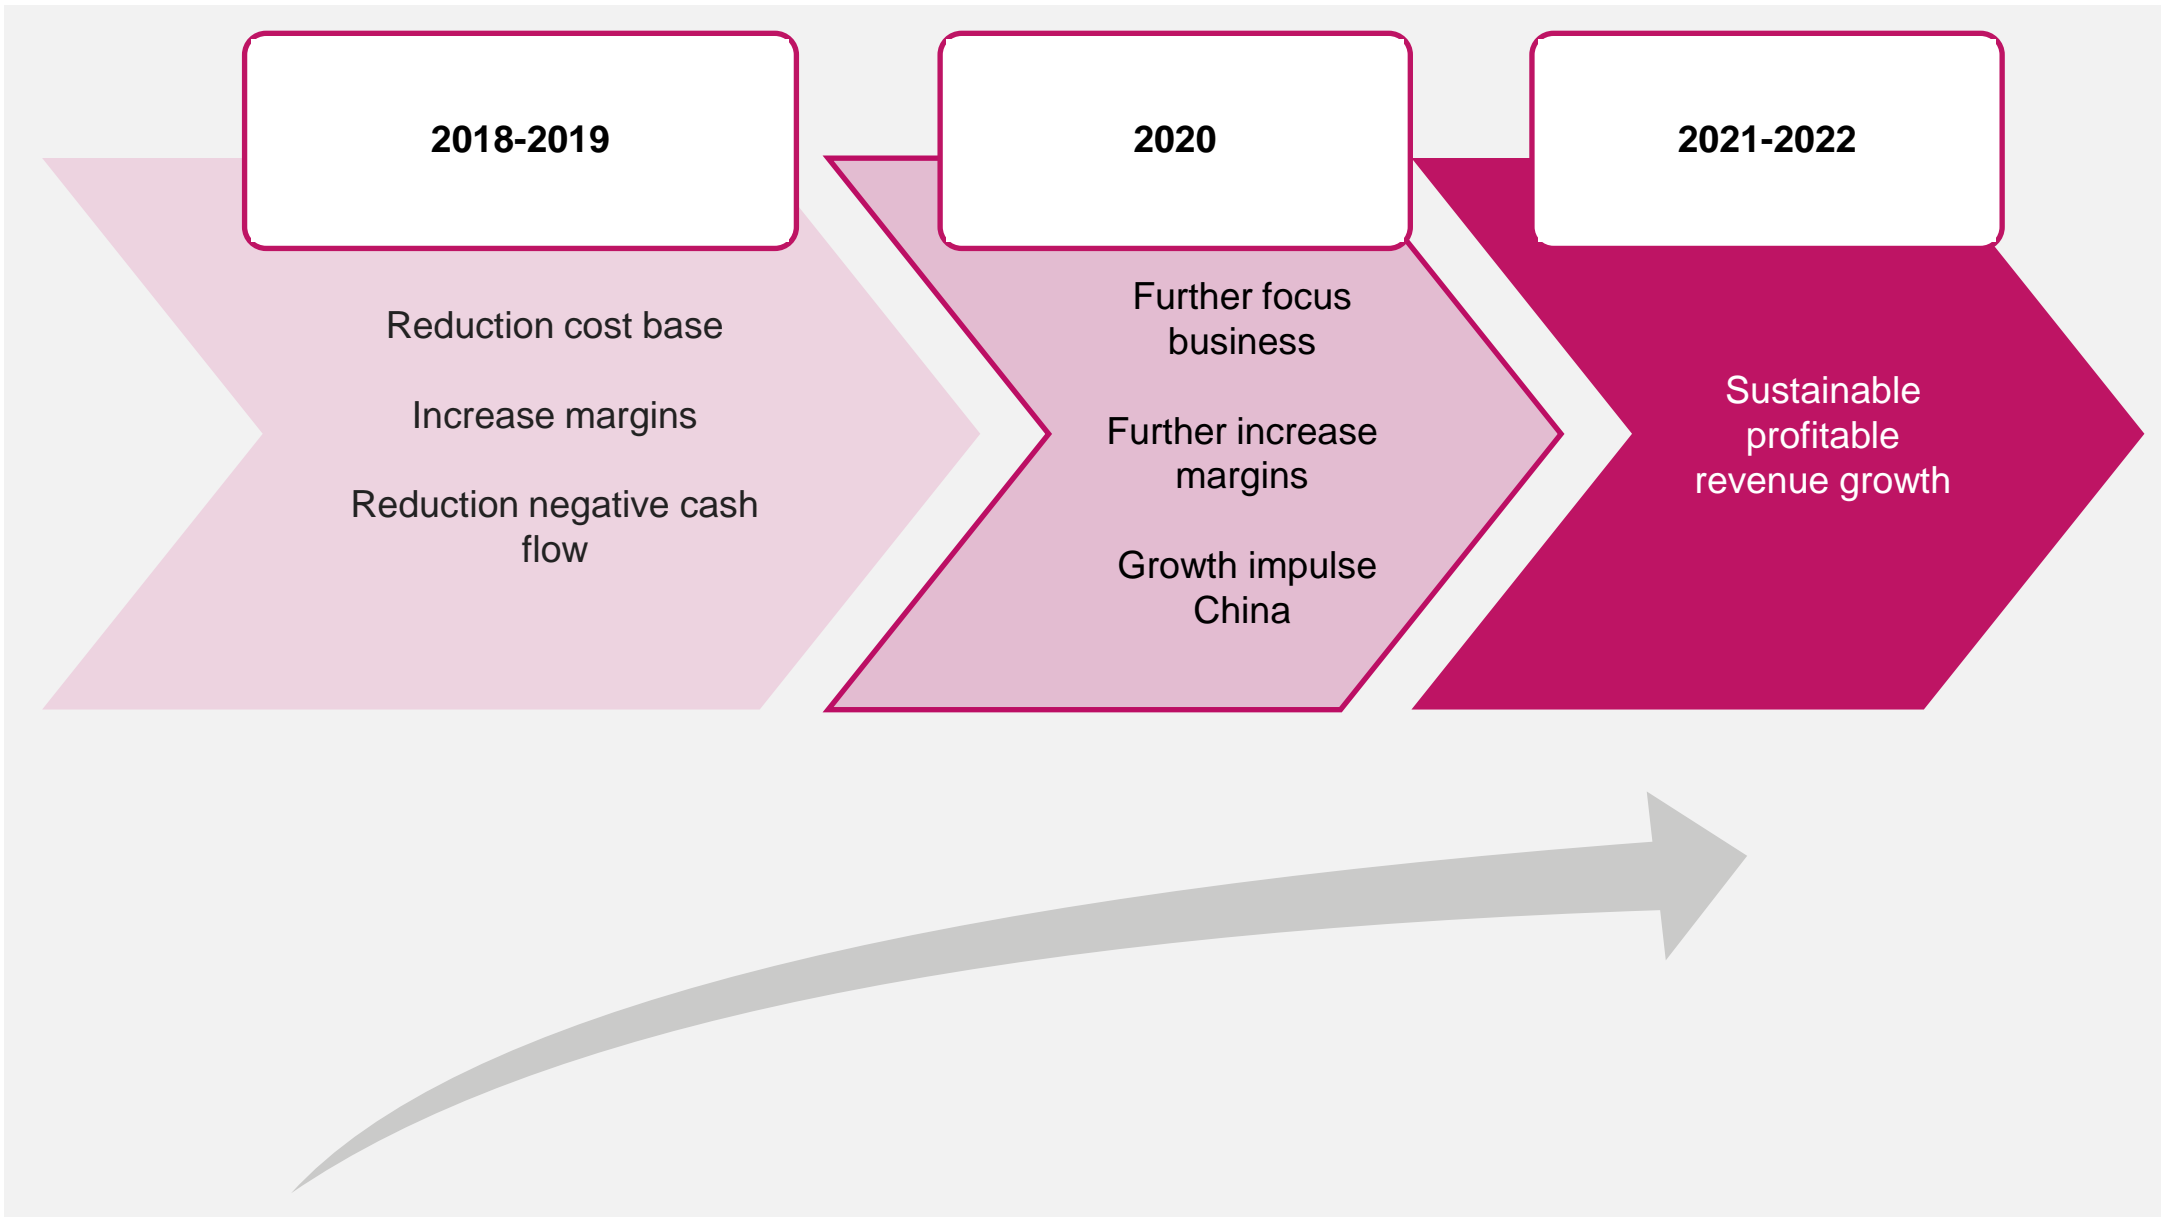 2018-2019
Reduction cost base
Increase margins
Reduction negative cash
flow
2020
Further focus
business
Further increase
margins
Growth impulse
China
2021-2022
Sustainable
profitable
revenue growth